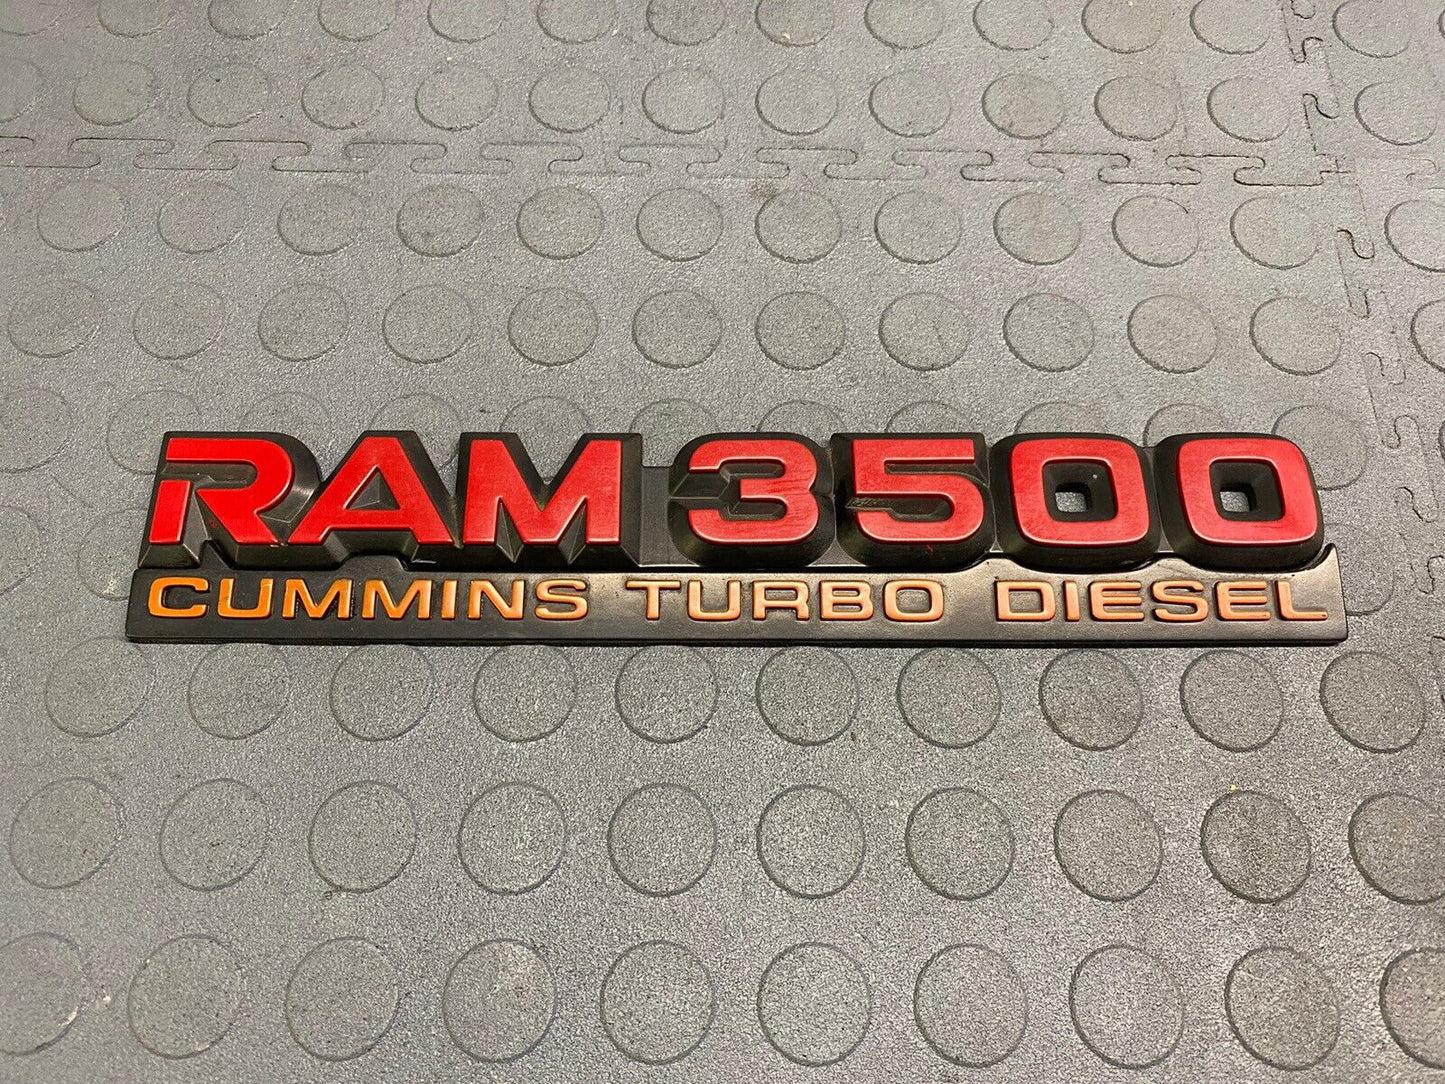 RAM 3500
CUMMINS TURBO DIESEL